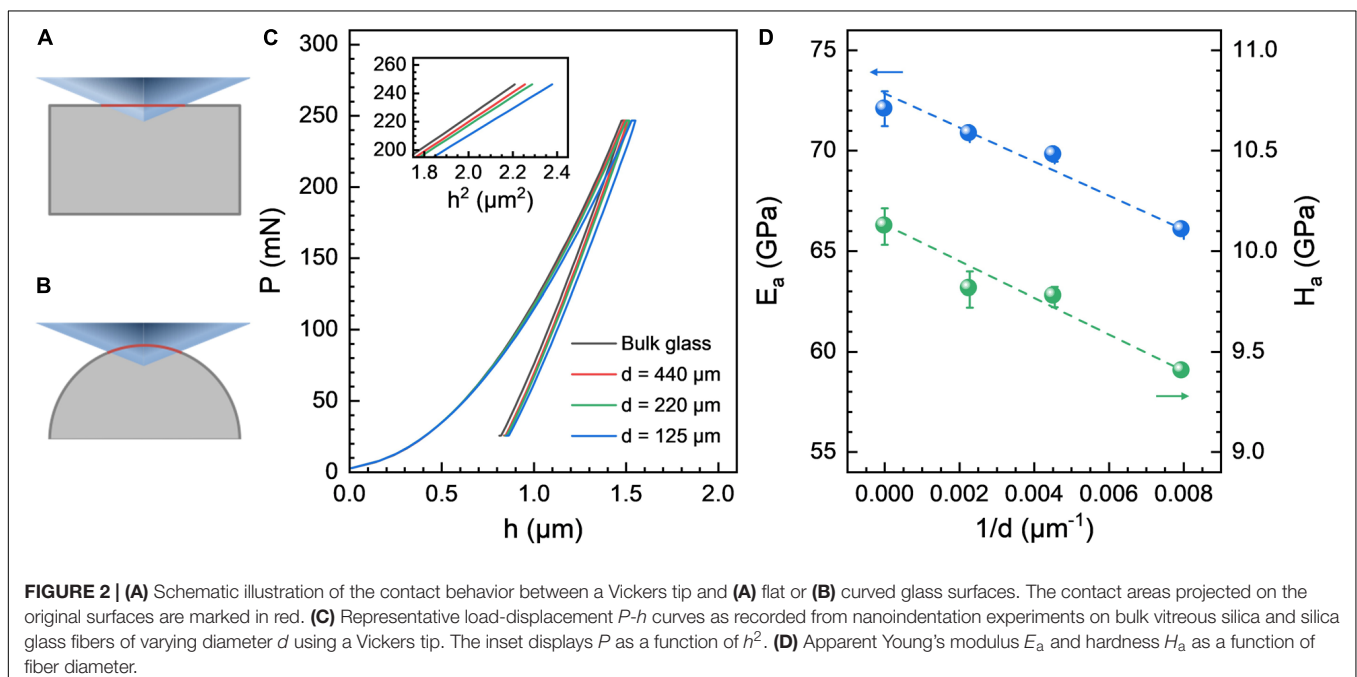 A
B
C
300
250
200
150
100
50
0
P (mN)
0.0
0.5
1.0
1.5
2.0
h (µm)
260
240
220
200
1.8
2.0
2.2
2.4
h² (µm²)
Bulk glass
d = 440 µm
d = 220 µm
d = 125 µm
D
75
70
65
60
55
Eₐ (GPa)
0.000
0.002
0.004
0.006
0.008
1/d (µm⁻¹)
11.0
10.5
10.0
9.5
9.0
Hₐ (GPa)
FIGURE 2 | (A) Schematic illustration of the contact behavior between a Vickers tip and (A) flat or (B) curved glass surfaces. The contact areas projected on the
original surfaces are marked in red. (C) Representative load-displacement P-h curves as recorded from nanoindentation experiments on bulk vitreous silica and silica
glass fibers of varying diameter d using a Vickers tip. The inset displays P as a function of h². (D) Apparent Young's modulus Eₐ and hardness Hₐ as a function of
fiber diameter.